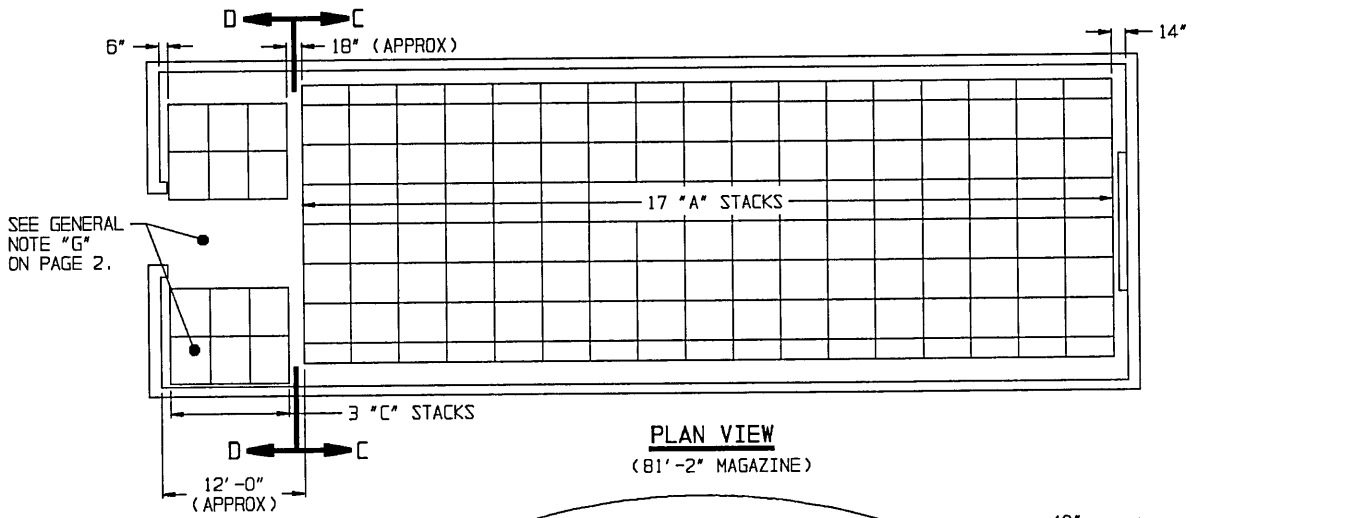 D C
6" 18" (APPROX) 14"
17 "A" STACKS
SEE GENERAL
NOTE "G"
ON PAGE 2.
3 "C" STACKS
D C
PLAN VIEW
(81'-2" MAGAZINE)
12'-0"
(APPROX)